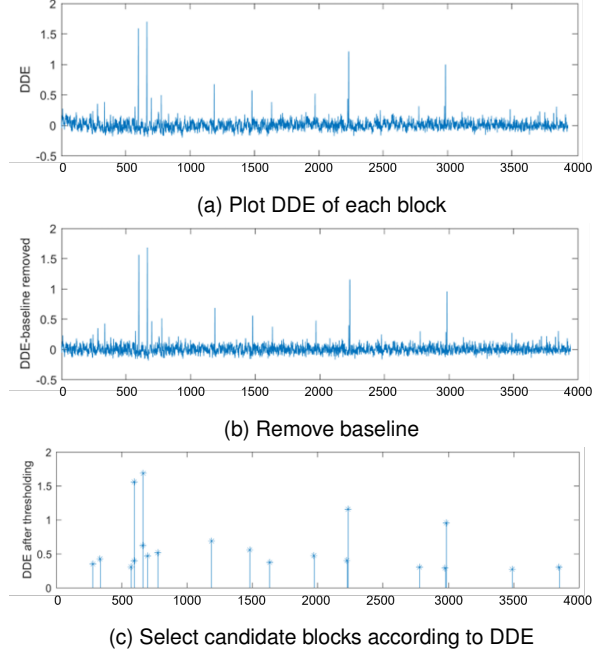 2
1.5
1
0.5
0
-0.5
DDE
0 500 1000 1500 2000 2500 3000 3500 4000
(a) Plot DDE of each block
2
1.5
1
0.5
0
-0.5
DDE-baseline removed
0 500 1000 1500 2000 2500 3000 3500 4000
(b) Remove baseline
2
1.5
1
0.5
0
DDE after thresholding
0 500 1000 1500 2000 2500 3000 3500 4000
(c) Select candidate blocks according to DDE